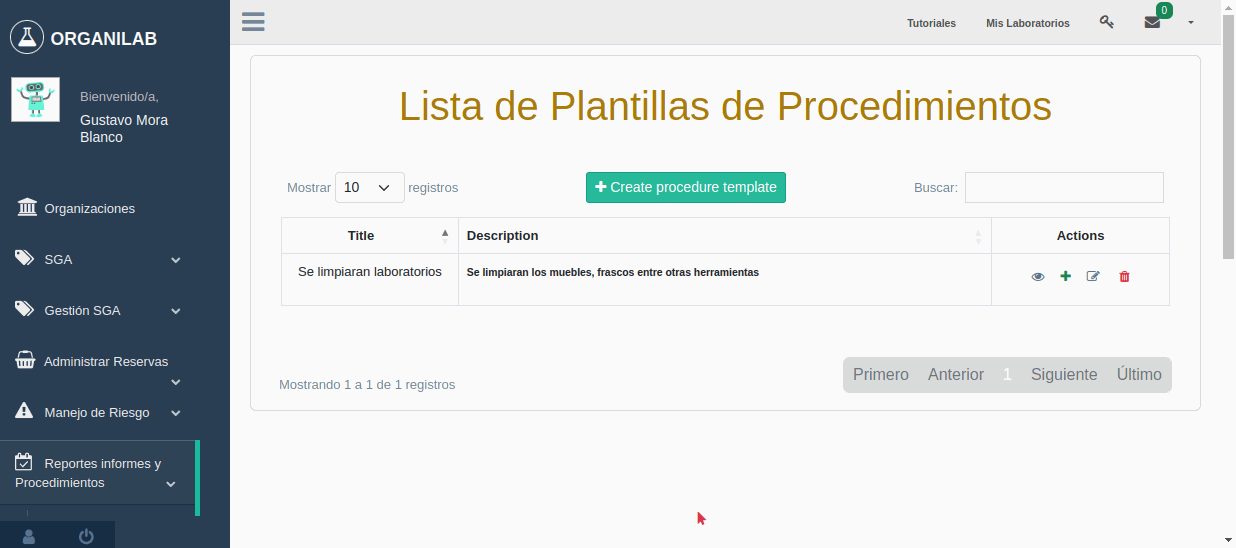 ORGANILAB
Bienvenido/a,
Gustavo Mora
Blanco
Organizaciones
SGA
Gestión SGA
Administrar Reservas
Manejo de Riesgo
Reportes informes y
Procedimientos
Tutoriales Mis Laboratorios 0
Lista de Plantillas de Procedimientos
Mostrar 10 registros Create procedure template Buscar:
Title Description Actions
Se limpiaran laboratorios Se limpiaran los muebles, frascos entre otras herramientas
Mostrando 1 a 1 de 1 registros Primero Anterior 1 Siguiente Último